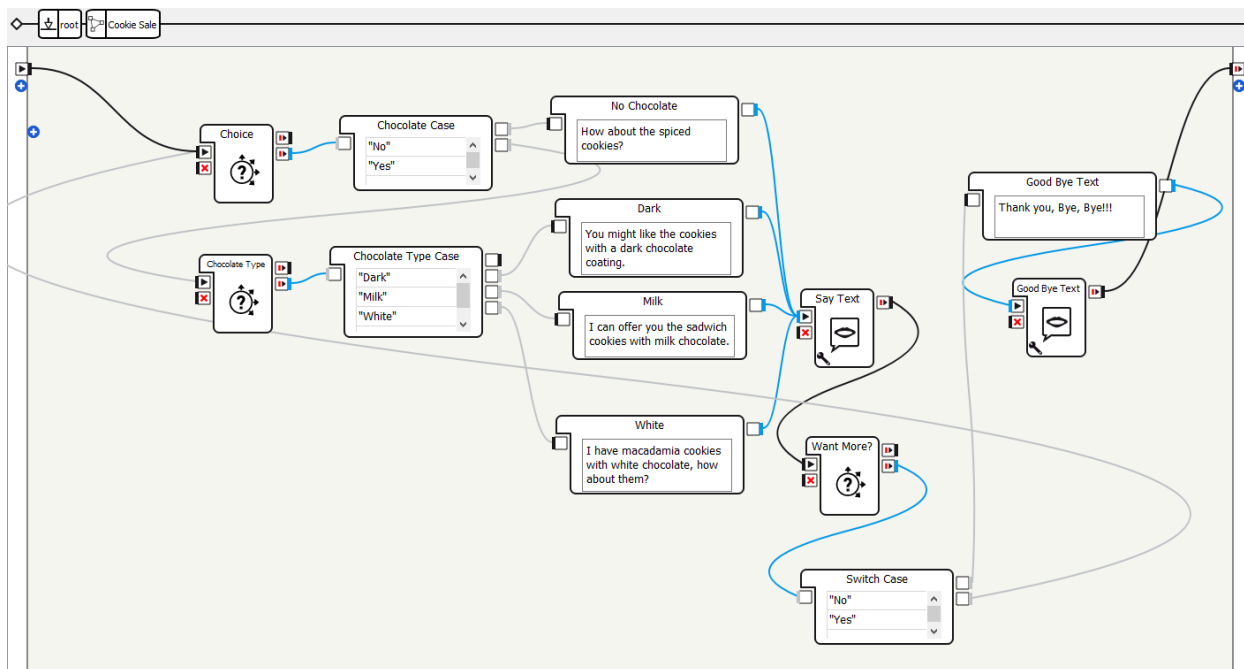 root
Cookie Sale
Choice
Chocolate Case
"No"
"Yes"
No Chocolate
How about the spiced
cookies?
Chocolate Type
Chocolate Type Case
"Dark"
"Milk"
"White"
Dark
You might like the cookies
with a dark chocolate
coating.
Milk
I can offer you the sadwich
cookies with milk chocolate.
White
I have macadamia cookies
with white chocolate, how
about them?
Say Text
Want More?
Switch Case
"No"
"Yes"
Good Bye Text
Thank you, Bye, Bye!!!
Good Bye Text